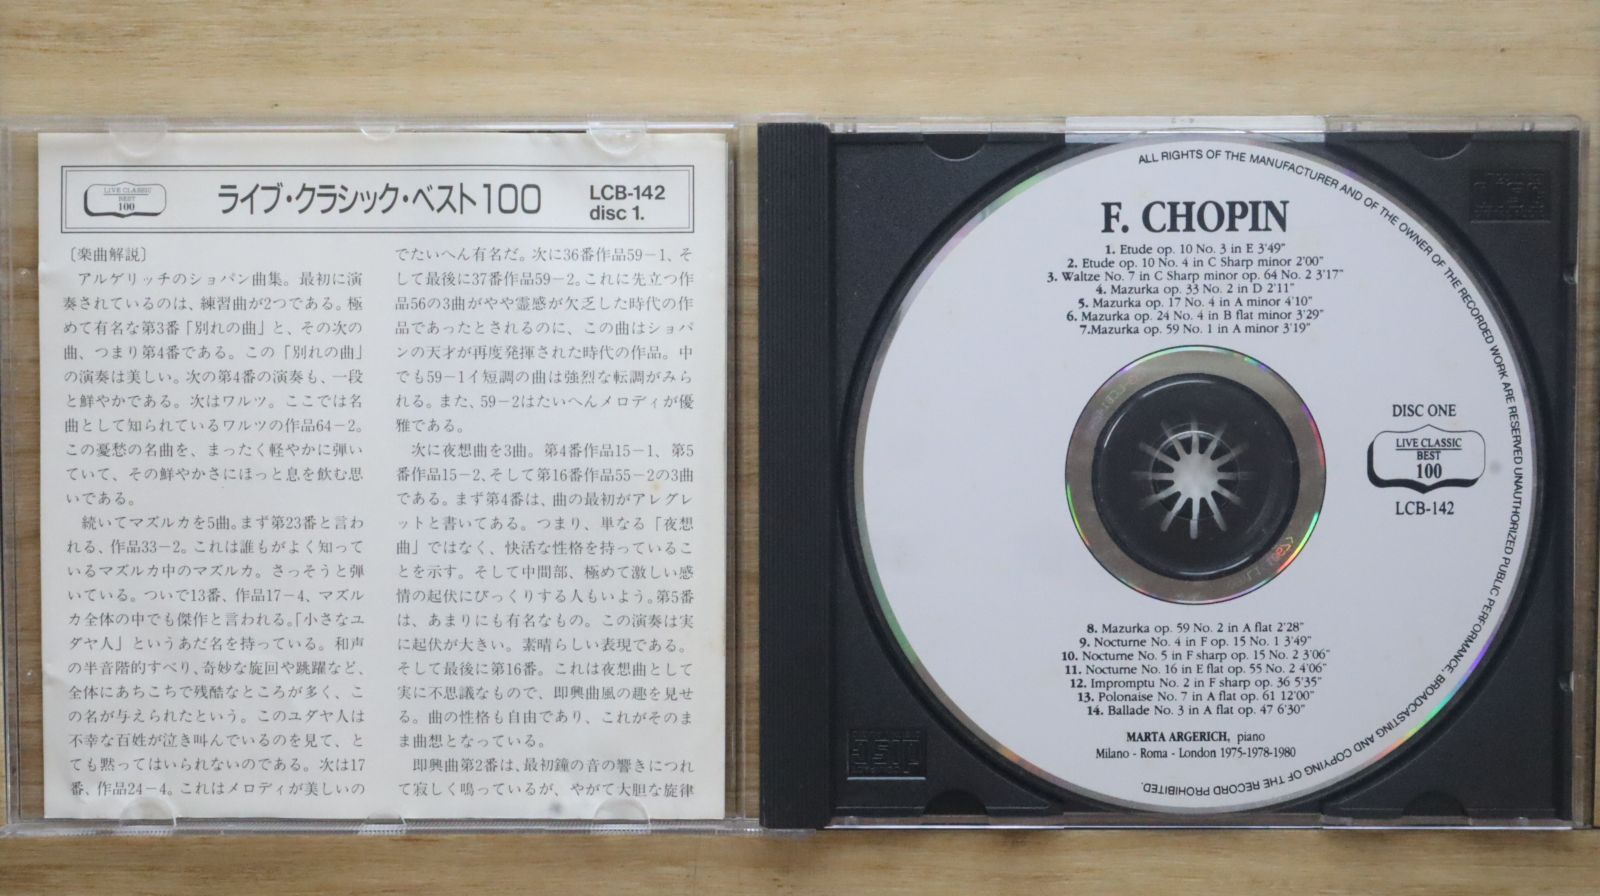 LIVE CLASSIC
BEST
100
ライブ・クラシック・ベスト100
LCB-142
disc 1.
〔楽曲解説〕
アルゲリッチのショパン曲集。最初に演
奏されているのは、練習曲が2つである。極
めて有名な第3番「別れの曲」と、その次の
曲、つまり第4番である。この「別れの曲」
の演奏は美しい。次の第4番の演奏も、一段
と鮮やかである。次はワルツ。ここでは名
曲として知られているワルツの作品64-2。
この憂愁の名曲を、まったく軽やかに弾い
ていて、その鮮やかさにほっと息を飲む思
いである。
続いてマズルカを5曲。まず第23番と言わ
れる、作品33-2。これは誰もがよく知って
いるマズルカ中のマズルカ。さっそうと弾
いている。ついで13番、作品17-4、マズル
カ全体の中でも傑作と言われる。「小さなユ
ダヤ人」というあだ名を持っている。和声
の半音階的すべり、奇妙な旋回や跳躍など、
全体にあちこちで残酷なところが多く、こ
の名が与えられたという。このユダヤ人は
不幸な百姓が泣き叫んでいるのを見て、と
ても黙ってはいられないのである。次は17
番、作品24-4。これはメロディが美しいの
でたいへん有名だ。次に36番作品59-1、そ
して最後に37番作品59-2。これに先立つ作
品56の3曲がやや霊感が欠乏した時代の作
品であったとされるのに、この曲はショパ
ンの天才が再度発揮された時代の作品。中
でも59-1イ短調の曲は強烈な転調がみら
れる。また、59-2はたいへんメロディが優
雅である。
次に夜想曲を3曲。第4番作品15-1、第5
番作品15-2、そして第16番作品55-2の3曲
である。まず第4番は、曲の最初がアレグレ
ットと書いてある。つまり、単なる「夜想
曲」ではなく、快活な性格を持っているこ
とを示す。そして中間部、極めて激しい感
情の起伏にびっくりする人もいよう。第5番
は、あまりにも有名なもの。この演奏は実
に起伏が大きい。素晴らしい表現である。
そして最後に第16番。これは夜想曲として
実に不思議なもので、即興曲風の趣を見せ
る。曲の性格も自由であり、これがそのま
ま曲想となっている。
即興曲第2番は、最初鐘の音の響きにつれ
て寂しく鳴っているが、やがて大胆な旋律
ALL RIGHTS OF THE MANUFACTURER AND OF THE OWNER OF THE RECORDED WORK ARE RESERVED UNAUTHORIZED PUBLIC PERFORMANCE, BROADCASTING AND COPYING OF THE RECORD PROHIBITED.
F. CHOPIN
1. Etude op. 10 No. 3 in E 3'49"
2. Etude op. 10 No. 4 in C Sharp minor 2'00"
3. Waltze No. 7 in C Sharp minor op. 64 No. 2 3'17"
4. Mazurka op. 33 No. 2 in D 2'11"
5. Mazurka op. 17 No. 4 in A minor 4'10"
6. Mazurka op. 24 No. 4 in B flat minor 3'29"
7.Mazurka op. 59 No. 1 in A minor 3'19"
DISC ONE
LIVE CLASSIC
BEST
100
LCB-142
8. Mazurka op. 59 No. 2 in A flat 2'28"
9. Nocturne No. 4 in F op. 15 No. 1 3'49"
10. Nocturne No. 5 in F sharp op. 15 No. 2 3'06"
11. Nocturne No. 16 in E flat op. 55 No. 2 4'06"
12. Impromptu No. 2 in F sharp op. 36 5'35"
13. Polonaise No. 7 in A flat op. 61 12'00"
14. Ballade No. 3 in A flat op. 47 6'30"
MARTA ARGERICH, piano
Milano - Roma - London 1975-1978-1980